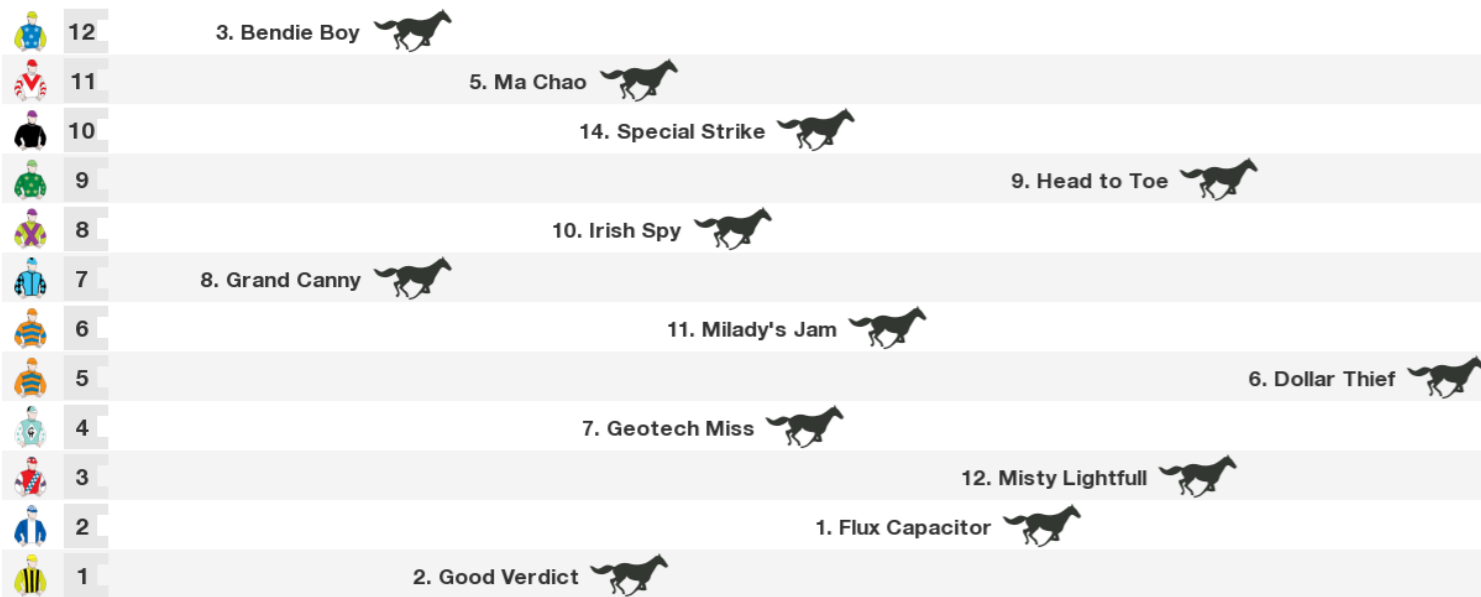 12 3. Bendie Boy
11 5. Ma Chao
10 14. Special Strike
9 9. Head to Toe
8 10. Irish Spy
7 8. Grand Canny
6 11. Milady's Jam
5 6. Dollar Thief
4 7. Geotech Miss
3 12. Misty Lightfull
2 1. Flux Capacitor
1 2. Good Verdict